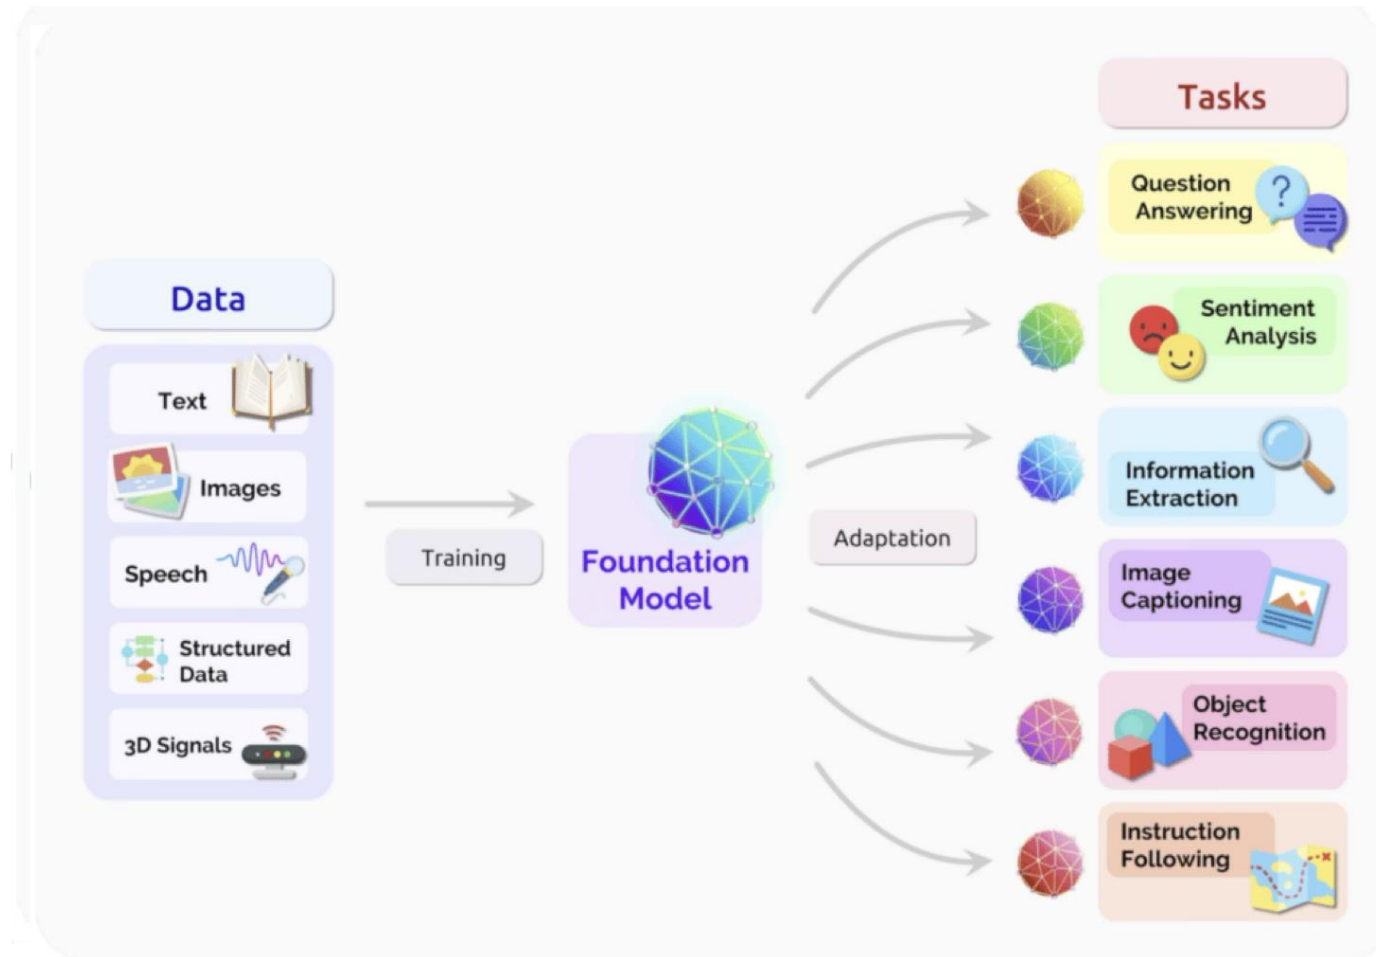 Data
Text
Images
Speech
Structured
Data
3D Signals
Training
Foundation
Model
Adaptation
Tasks
Question
Answering
?
Sentiment
Analysis
Information
Extraction
Image
Captioning
Object
Recognition
Instruction
Following